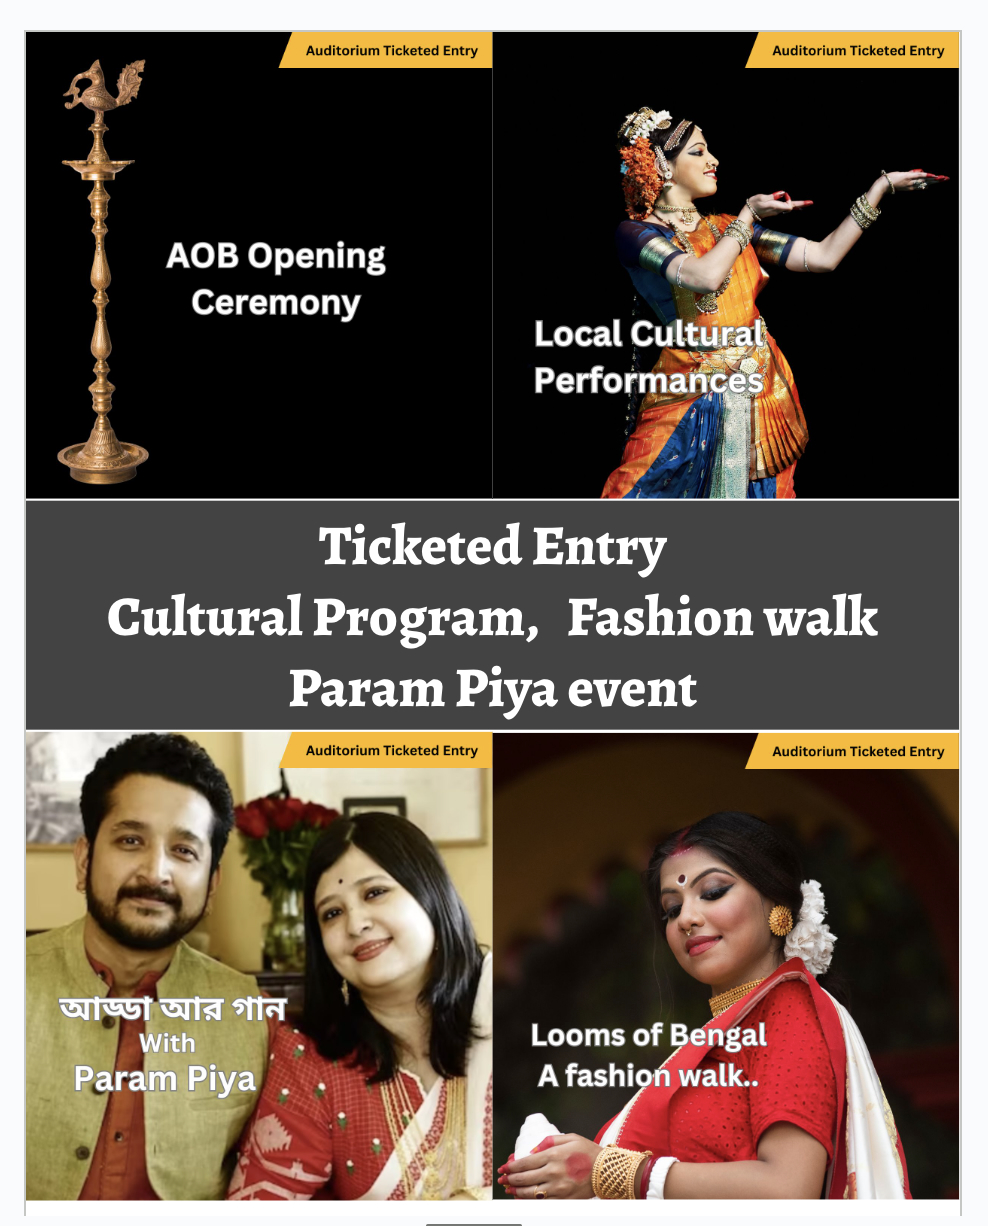 Auditorium Ticketed Entry
AOB Opening
Ceremony
Auditorium Ticketed Entry
Local Cultural
Performances
Ticketed Entry
Cultural Program, Fashion walk
Param Piya event
Auditorium Ticketed Entry
আড্ডা আর গান
With
Param Piya
Auditorium Ticketed Entry
Looms of Bengal
A fashion walk..